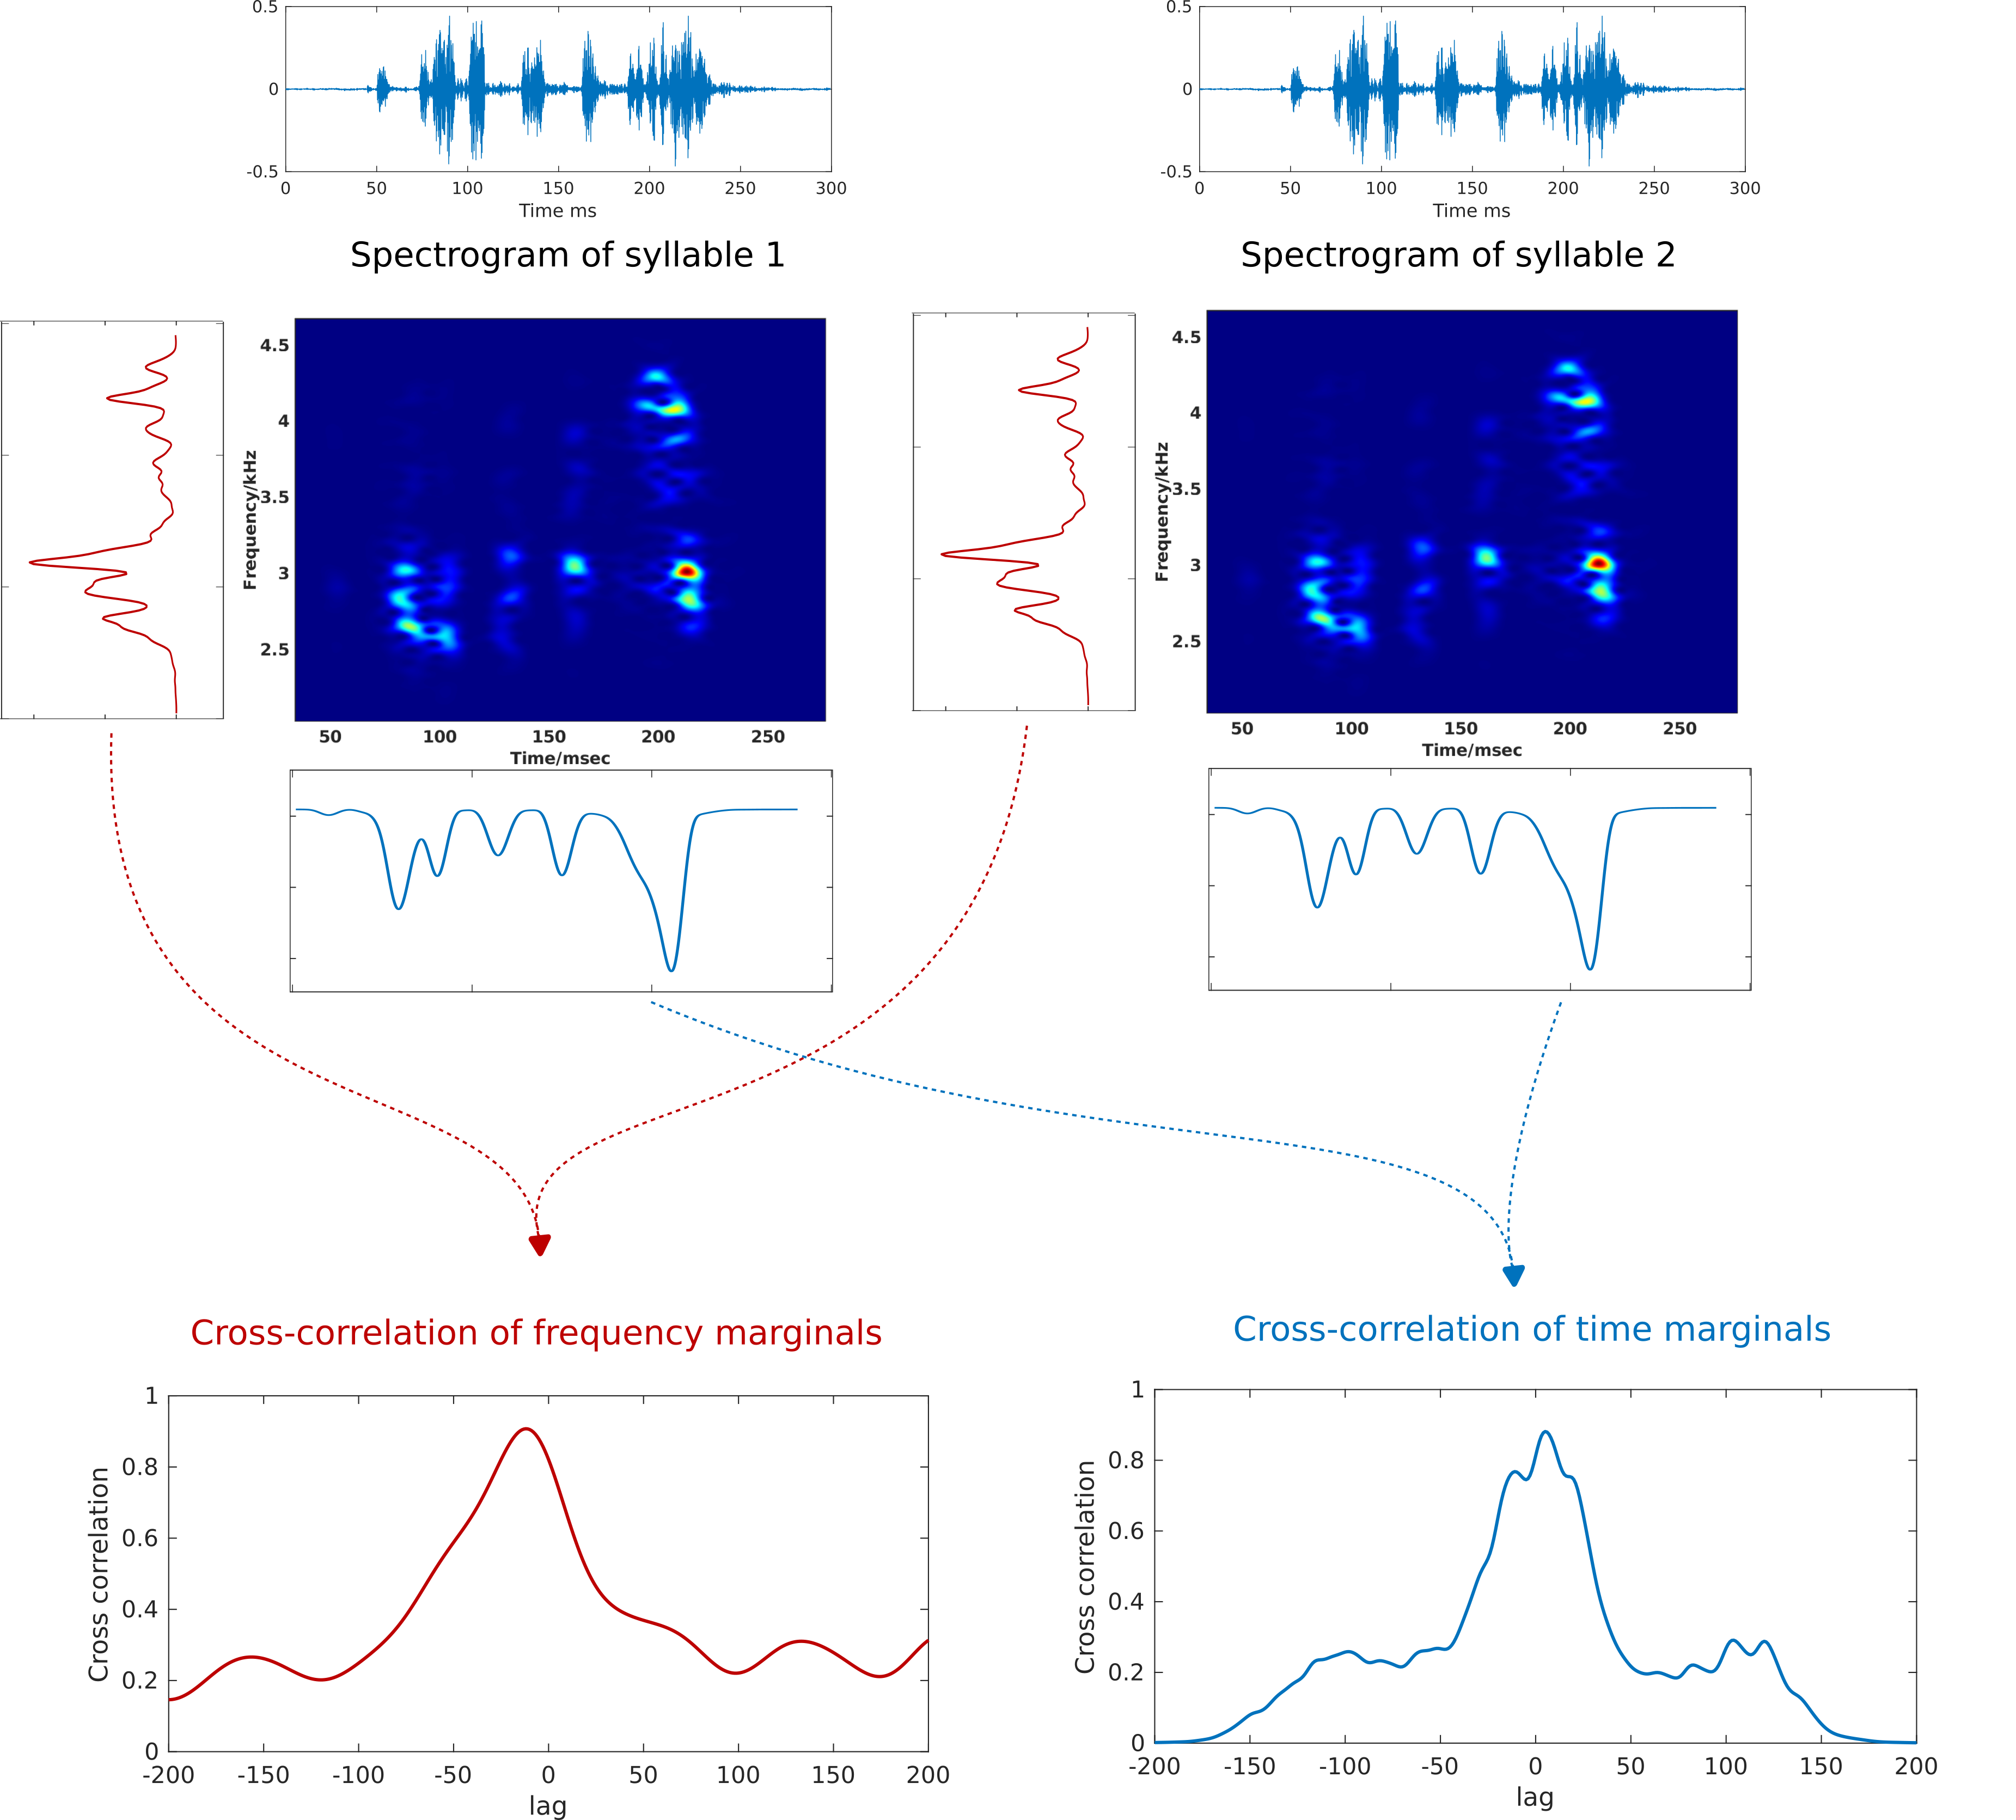 0.5
0
-0.5
0 50 100 150 200 250 300
Time ms
0.5
0
-0.5
0 50 100 150 200 250 300
Time ms
Spectrogram of syllable 1
Spectrogram of syllable 2
4.5
4
3.5
3
2.5
Frequency/kHz
50 100 150 200 250
Time/msec
4.5
4
3.5
3
2.5
Frequency/kHz
50 100 150 200 250
Time/msec
Cross-correlation of frequency marginals
1
0.8
0.6
0.4
0.2
0
Cross correlation
-200 -150 -100 -50 0 50 100 150 200
lag
Cross-correlation of time marginals
1
0.8
0.6
0.4
0.2
0
Cross correlation
-200 -150 -100 -50 0 50 100 150 200
lag